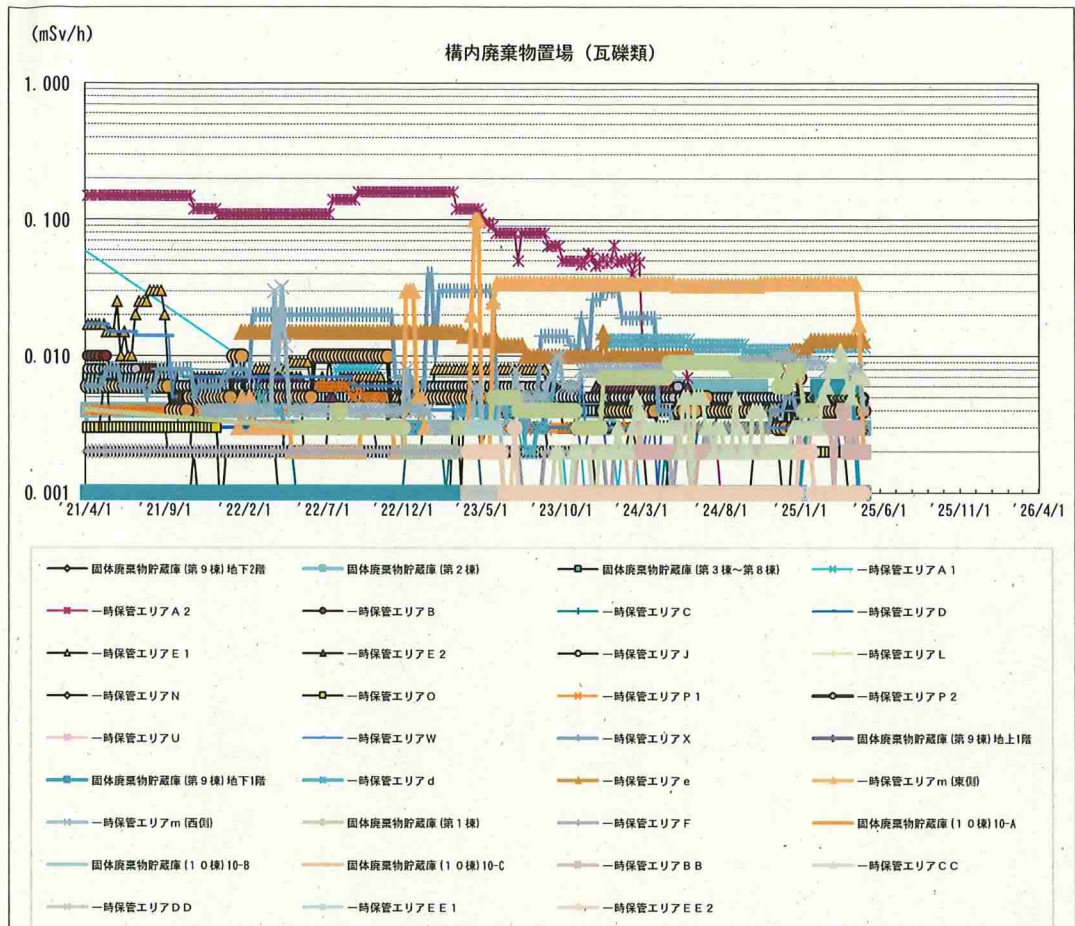 (mSv/h)
構内廃棄物置場（瓦礫類）
1.000
0.100
0.010
0.001
'21/4/1 '21/9/1 '22/2/1 '22/7/1 '22/12/1 '23/5/1 '23/10/1 '24/3/1 '24/8/1 '25/1/1 '25/6/1 '25/11/1 '26/4/1
固体廃棄物貯蔵庫(第９棟)地下2階 固体廃棄物貯蔵庫(第２棟) 固体廃棄物貯蔵庫(第３棟～第８棟) 一時保管エリアＡ１
一時保管エリアＡ２ 一時保管エリアＢ 一時保管エリアＣ 一時保管エリアＤ
一時保管エリアＥ１ 一時保管エリアＥ２ 一時保管エリアＪ 一時保管エリアＬ
一時保管エリアＮ 一時保管エリアＯ 一時保管エリアＰ１ 一時保管エリアＰ２
一時保管エリアＵ 一時保管エリアＷ 一時保管エリアＸ 固体廃棄物貯蔵庫(第９棟)地上1階
固体廃棄物貯蔵庫(第９棟)地下1階 一時保管エリアｄ 一時保管エリアｅ 一時保管エリアｍ(東側)
一時保管エリアｍ(西側) 固体廃棄物貯蔵庫(第１棟) 一時保管エリアＦ 固体廃棄物貯蔵庫(１０棟)10-A
固体廃棄物貯蔵庫(１０棟)10-B 固体廃棄物貯蔵庫(１０棟)10-C 一時保管エリアＢＢ 一時保管エリアＣＣ
一時保管エリアＤＤ 一時保管エリアＥＥ１ 一時保管エリアＥＥ２